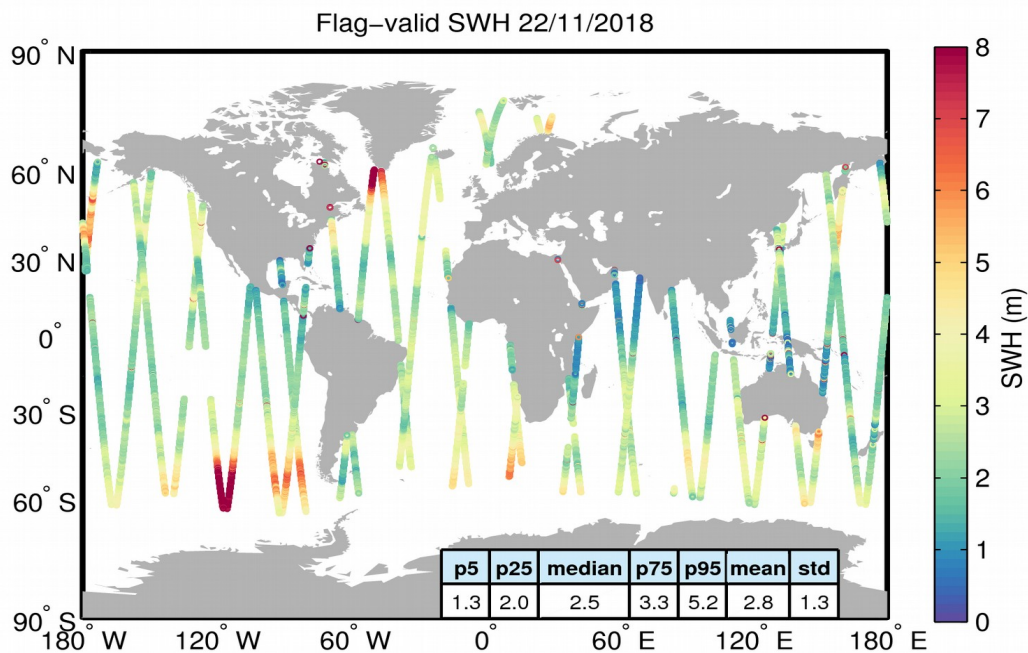 Flag−valid SWH 22/11/2018
90° N
60° N
30° N
0°
30° S
60° S
90° S
180° W
120° W
60° W
0°
60° E
120° E
180° E
p5 p25 median p75 p95 mean std
1.3 2.0 2.5 3.3 5.2 2.8 1.3
8
7
6
5
4
3
2
1
0
SWH (m)